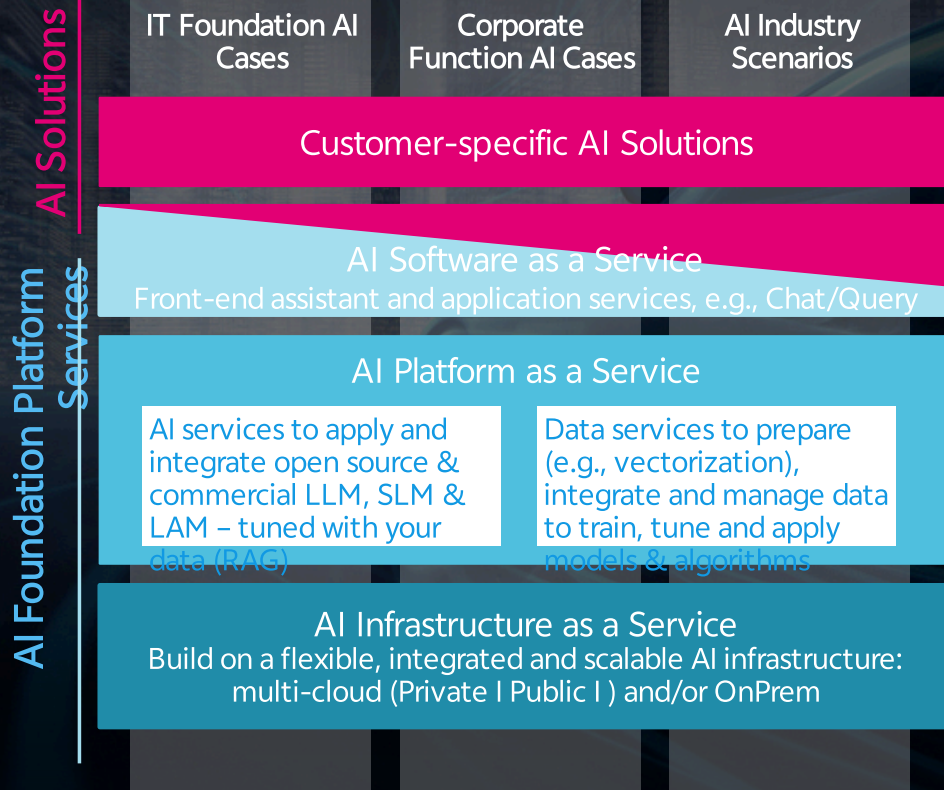 AI Solutions
IT Foundation AI
Cases
Corporate
Function AI Cases
AI Industry
Scenarios
Customer-specific AI Solutions
AI Software as a Service
Front-end assistant and application services, e.g., Chat/Query
AI Foundation Platform
Services
AI Platform as a Service
AI services to apply and
integrate open source &
commercial LLM, SLM &
LAM – tuned with your
data (RAG)
Data services to prepare
(e.g., vectorization),
integrate and manage data
to train, tune and apply
models & algorithms
AI Infrastructure as a Service
Build on a flexible, integrated and scalable AI infrastructure:
multi-cloud (Private I Public I ) and/or OnPrem